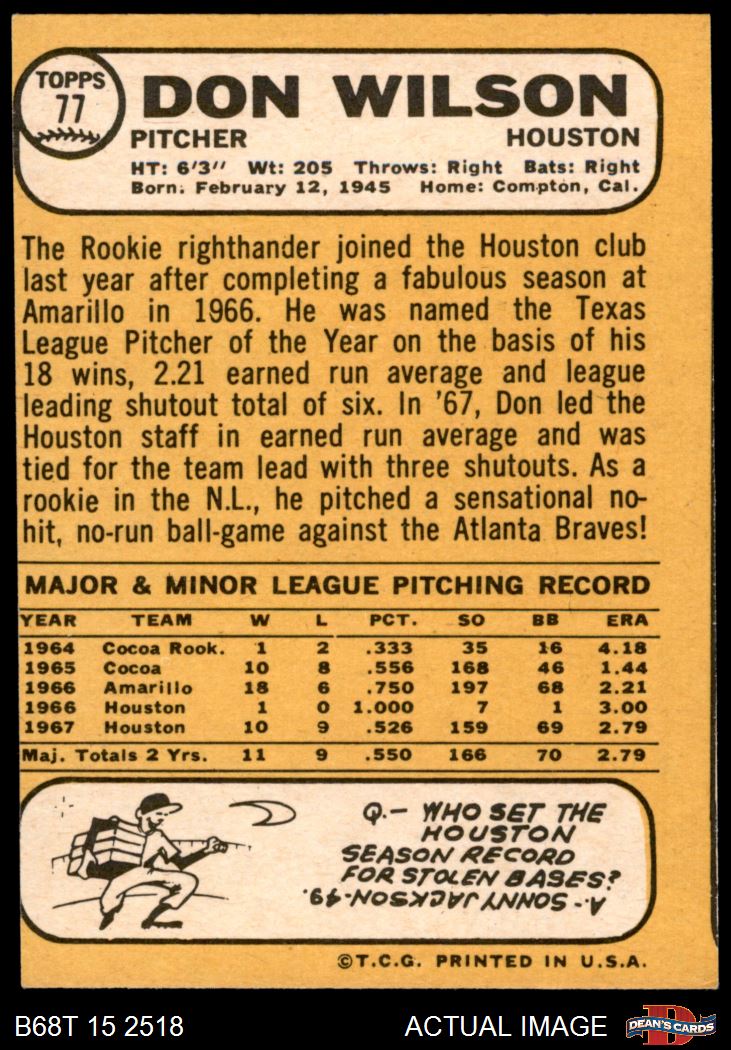 TOPPS
77
DON WILSON
PITCHER HOUSTON
HT: 6'3" Wt: 205 Throws: Right Bats: Right
Born: February 12, 1945 Home: Compton, Cal.
The Rookie righthander joined the Houston club
last year after completing a fabulous season at
Amarillo in 1966. He was named the Texas
League Pitcher of the Year on the basis of his
18 wins, 2.21 earned run average and league
leading shutout total of six. In '67, Don led the
Houston staff in earned run average and was
tied for the team lead with three shutouts. As a
rookie in the N.L., he pitched a sensational no-
hit, no-run ball-game against the Atlanta Braves!
MAJOR & MINOR LEAGUE PITCHING RECORD
YEAR TEAM W L PCT. SO BB ERA
1964 Cocoa Rook. 1 2 .333 35 16 4.18
1965 Cocoa 10 8 .556 168 46 1.44
1966 Amarillo 18 6 .750 197 68 2.21
1966 Houston 1 0 1.000 7 1 3.00
1967 Houston 10 9 .526 159 69 2.79
Maj. Totals 2 Yrs. 11 9 .550 166 70 2.79
Q.- WHO SET THE
HOUSTON
SEASON RECORD
FOR STOLEN BASES?
A.- SONNY JACKSON-49.
©T.C.G. PRINTED IN U.S.A.
B68T 15 2518 ACTUAL IMAGE
D
DEAN'S CARDS